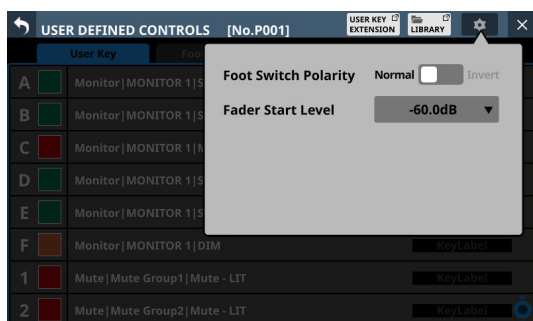 USER DEFINED CONTROLS [No.P001]
USER KEY EXTENSION
LIBRARY
User Key Foot
Foot Switch Polarity Normal Invert
Fader Start Level -60.0dB
A Monitor|MONITOR 1|S
B Monitor|MONITOR 1|S
C Monitor|MONITOR 1|M
D Monitor|MONITOR 1|S
E Monitor|MONITOR 1|S
F Monitor|MONITOR 1|DIM KeyLabel
1 Mute|Mute Group1|Mute - LIT KeyLabel
2 Mute|Mute Group2|Mute - LIT KeyLabel